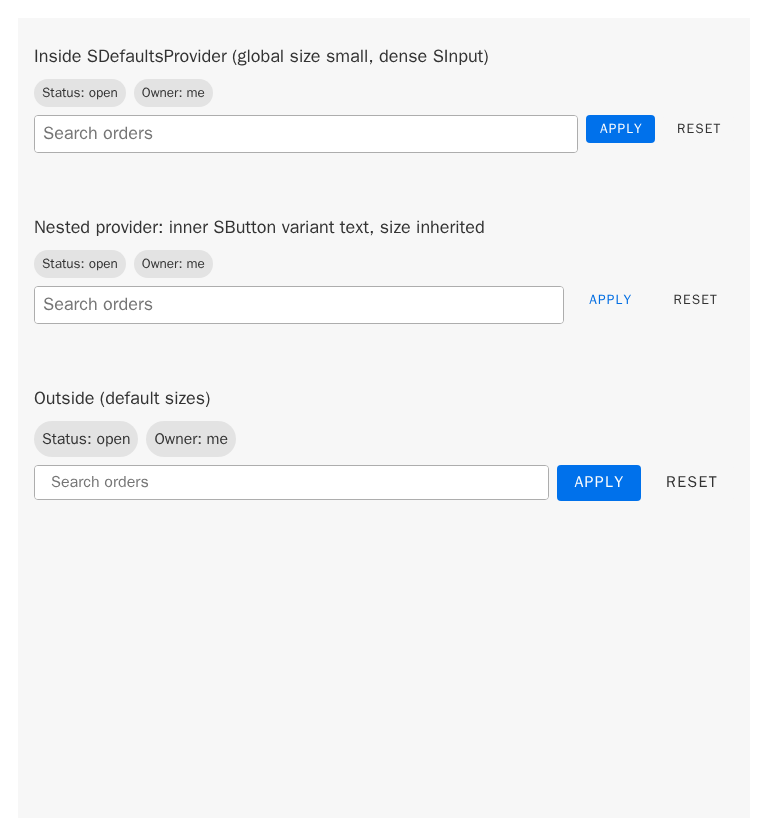 Inside SDefaultsProvider (global size small, dense SInput)
Status: open Owner: me
Search orders APPLY RESET
Nested provider: inner SButton variant text, size inherited
Status: open Owner: me
Search orders APPLY RESET
Outside (default sizes)
Status: open Owner: me
Search orders APPLY RESET